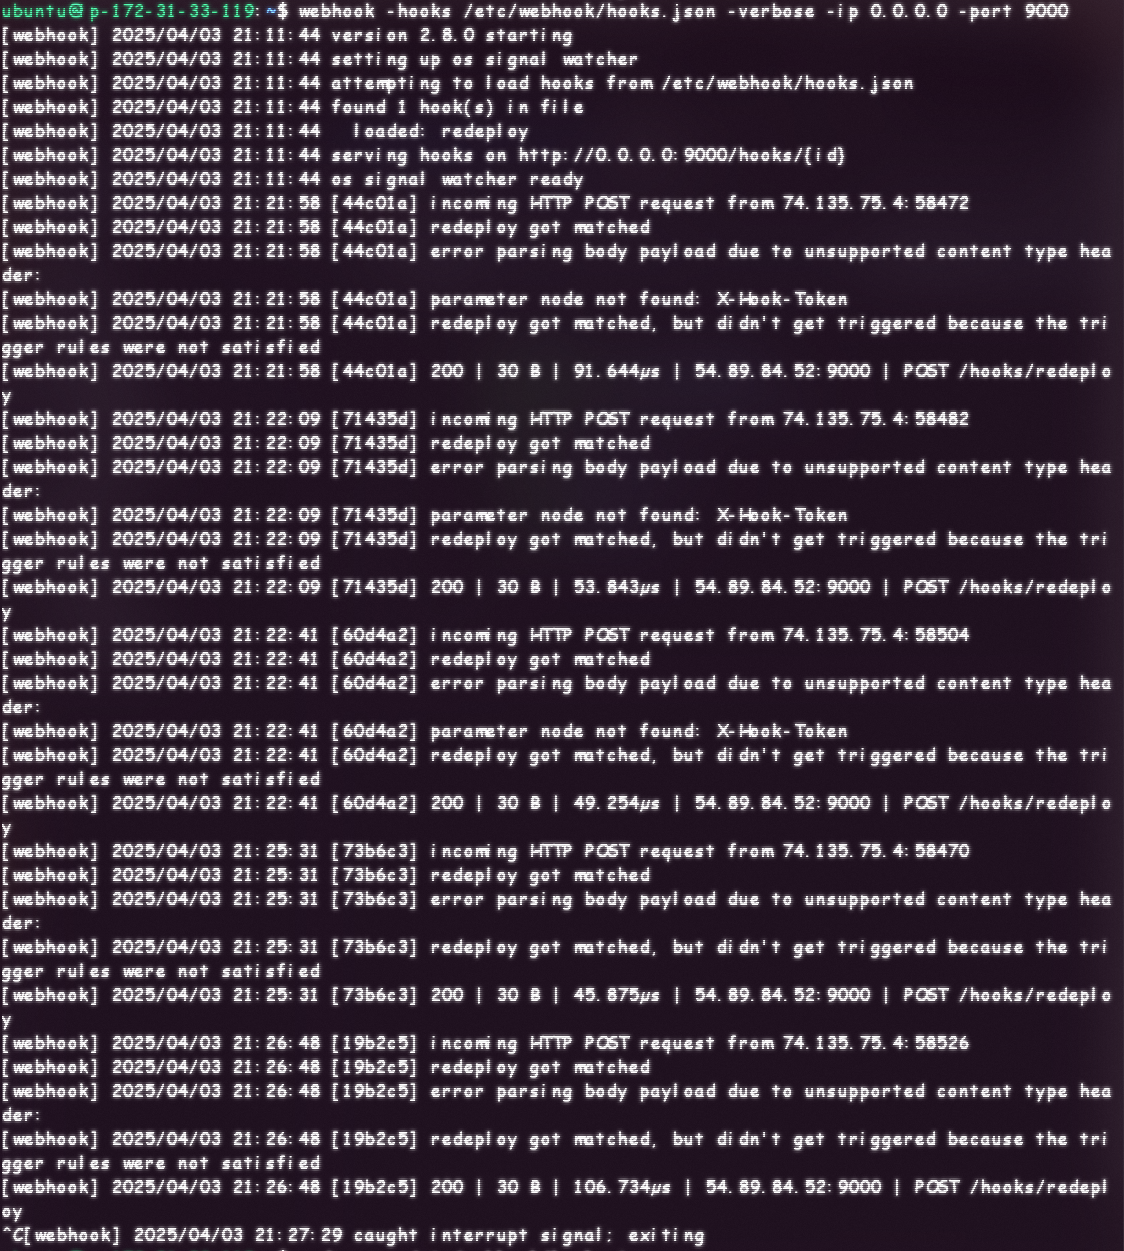 ubuntu@p-172-31-33-119:~$ webhook -hooks /etc/webhook/hooks.json -verbose -ip 0.0.0.0 -port 9000
[webhook] 2025/04/03 21:11:44 version 2.8.0 starting
[webhook] 2025/04/03 21:11:44 setting up os signal watcher
[webhook] 2025/04/03 21:11:44 attempting to load hooks from /etc/webhook/hooks.json
[webhook] 2025/04/03 21:11:44 found 1 hook(s) in file
[webhook] 2025/04/03 21:11:44   loaded: redeploy
[webhook] 2025/04/03 21:11:44 serving hooks on http://0.0.0.0:9000/hooks/{id}
[webhook] 2025/04/03 21:11:44 os signal watcher ready
[webhook] 2025/04/03 21:21:58 [44c01a] incoming HTTP POST request from 74.135.75.4:58472
[webhook] 2025/04/03 21:21:58 [44c01a] redeploy got matched
[webhook] 2025/04/03 21:21:58 [44c01a] error parsing body payload due to unsupported content type hea
der:
[webhook] 2025/04/03 21:21:58 [44c01a] parameter node not found: X-Hook-Token
[webhook] 2025/04/03 21:21:58 [44c01a] redeploy got matched, but didn't get triggered because the tri
gger rules were not satisfied
[webhook] 2025/04/03 21:21:58 [44c01a] 200 | 30 B | 91.644µs | 54.89.84.52:9000 | POST /hooks/redeplo
y
[webhook] 2025/04/03 21:22:09 [71435d] incoming HTTP POST request from 74.135.75.4:58482
[webhook] 2025/04/03 21:22:09 [71435d] redeploy got matched
[webhook] 2025/04/03 21:22:09 [71435d] error parsing body payload due to unsupported content type hea
der:
[webhook] 2025/04/03 21:22:09 [71435d] parameter node not found: X-Hook-Token
[webhook] 2025/04/03 21:22:09 [71435d] redeploy got matched, but didn't get triggered because the tri
gger rules were not satisfied
[webhook] 2025/04/03 21:22:09 [71435d] 200 | 30 B | 53.843µs | 54.89.84.52:9000 | POST /hooks/redeplo
y
[webhook] 2025/04/03 21:22:41 [60d4a2] incoming HTTP POST request from 74.135.75.4:58504
[webhook] 2025/04/03 21:22:41 [60d4a2] redeploy got matched
[webhook] 2025/04/03 21:22:41 [60d4a2] error parsing body payload due to unsupported content type hea
der:
[webhook] 2025/04/03 21:22:41 [60d4a2] parameter node not found: X-Hook-Token
[webhook] 2025/04/03 21:22:41 [60d4a2] redeploy got matched, but didn't get triggered because the tri
gger rules were not satisfied
[webhook] 2025/04/03 21:22:41 [60d4a2] 200 | 30 B | 49.254µs | 54.89.84.52:9000 | POST /hooks/redeplo
y
[webhook] 2025/04/03 21:25:31 [73b6c3] incoming HTTP POST request from 74.135.75.4:58470
[webhook] 2025/04/03 21:25:31 [73b6c3] redeploy got matched
[webhook] 2025/04/03 21:25:31 [73b6c3] error parsing body payload due to unsupported content type hea
der:
[webhook] 2025/04/03 21:25:31 [73b6c3] redeploy got matched, but didn't get triggered because the tri
gger rules were not satisfied
[webhook] 2025/04/03 21:25:31 [73b6c3] 200 | 30 B | 45.875µs | 54.89.84.52:9000 | POST /hooks/redeplo
y
[webhook] 2025/04/03 21:26:48 [19b2c5] incoming HTTP POST request from 74.135.75.4:58526
[webhook] 2025/04/03 21:26:48 [19b2c5] redeploy got matched
[webhook] 2025/04/03 21:26:48 [19b2c5] error parsing body payload due to unsupported content type hea
der:
[webhook] 2025/04/03 21:26:48 [19b2c5] redeploy got matched, but didn't get triggered because the tri
gger rules were not satisfied
[webhook] 2025/04/03 21:26:48 [19b2c5] 200 | 30 B | 106.734µs | 54.89.84.52:9000 | POST /hooks/redepl
oy
^C[webhook] 2025/04/03 21:27:29 caught interrupt signal; exiting